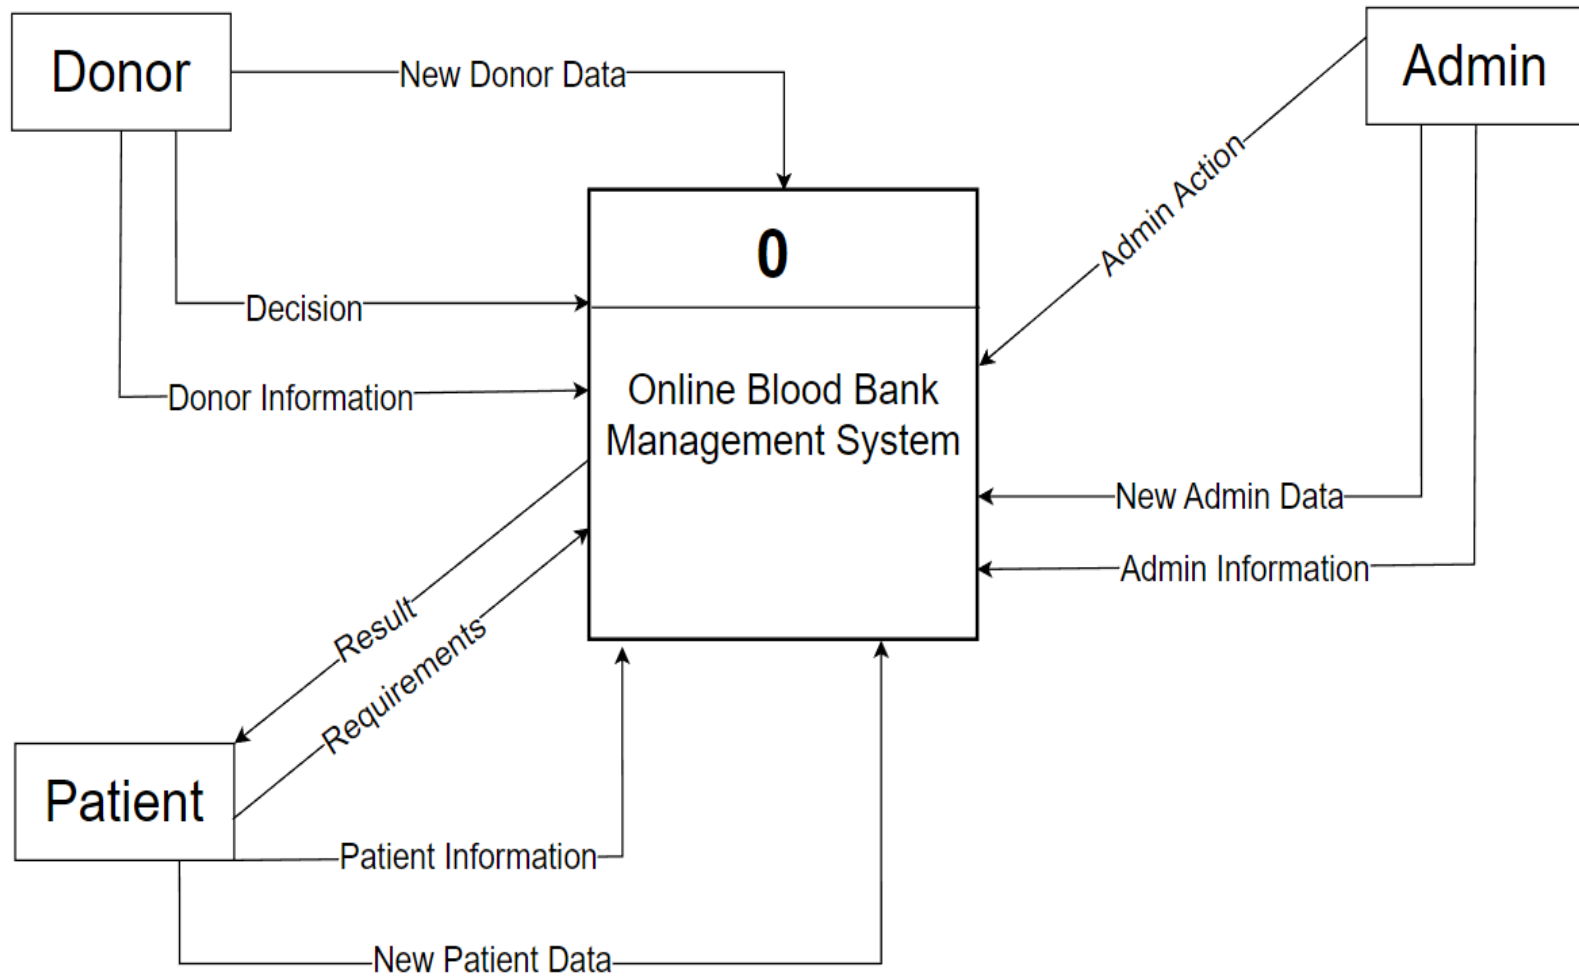 Donor
New Donor Data
Admin
Admin Action
0
Decision
Donor Information
Online Blood Bank
Management System
New Admin Data
Admin Information
Result
Requirements
Patient
Patient Information
New Patient Data